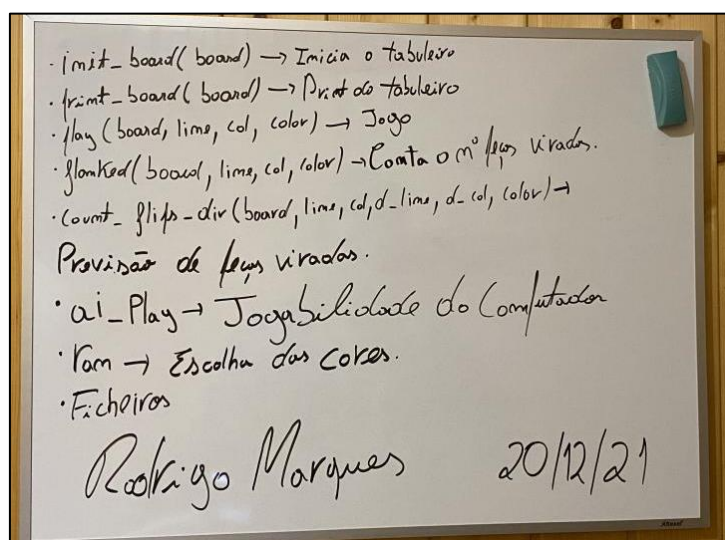 · init_board(board) → Inicia o tabuleiro
· print_board(board) → Print do tabuleiro
· play(board, line, col, color) → Jogo
· flanked(board, line, col, color) → Conta o nº peças viradas.
· count_flips_dir(board, line, col, d_line, d_col, color) →
Previsão de peças viradas.
· ai_Play → Jogabilidade do Computador
· ran → Escolha das cores.
· Ficheiros
Rodrigo Marques 20/12/21